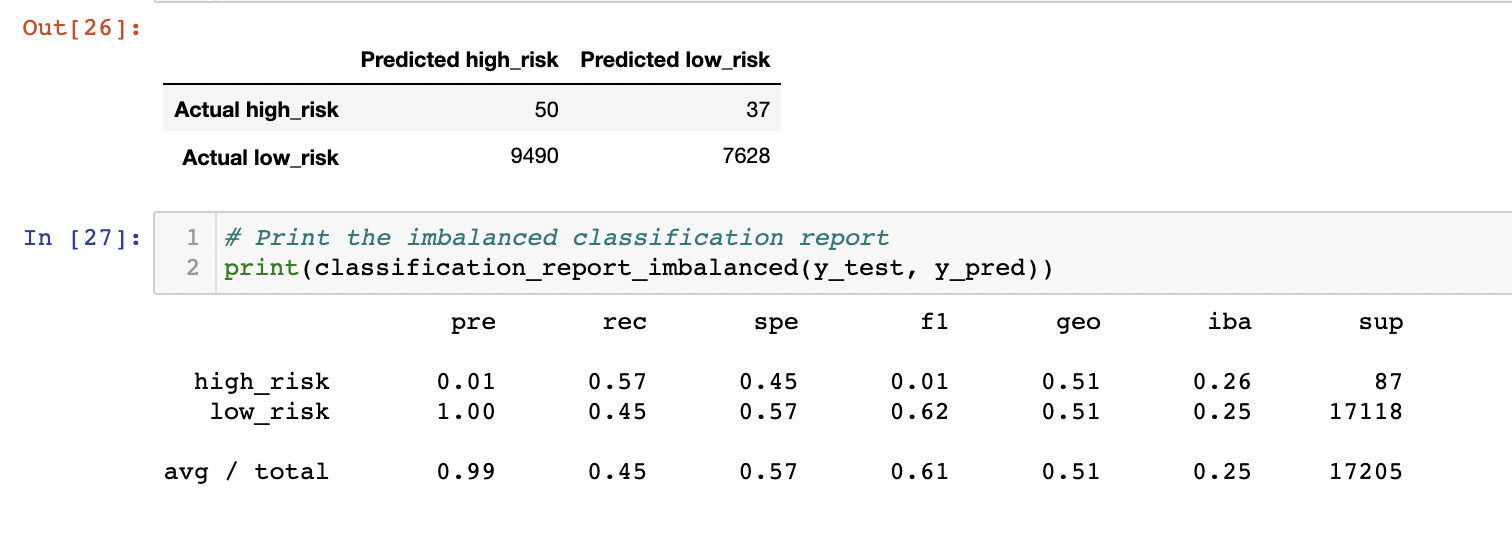 Out[26]:
Predicted high_risk Predicted low_risk
Actual high_risk 50 37
Actual low_risk 9490 7628
In [27]:
1 # Print the imbalanced classification report
2 print(classification_report_imbalanced(y_test, y_pred))
pre rec spe f1 geo iba sup
high_risk 0.01 0.57 0.45 0.01 0.51 0.26 87
low_risk 1.00 0.45 0.57 0.62 0.51 0.25 17118
avg / total 0.99 0.45 0.57 0.61 0.51 0.25 17205